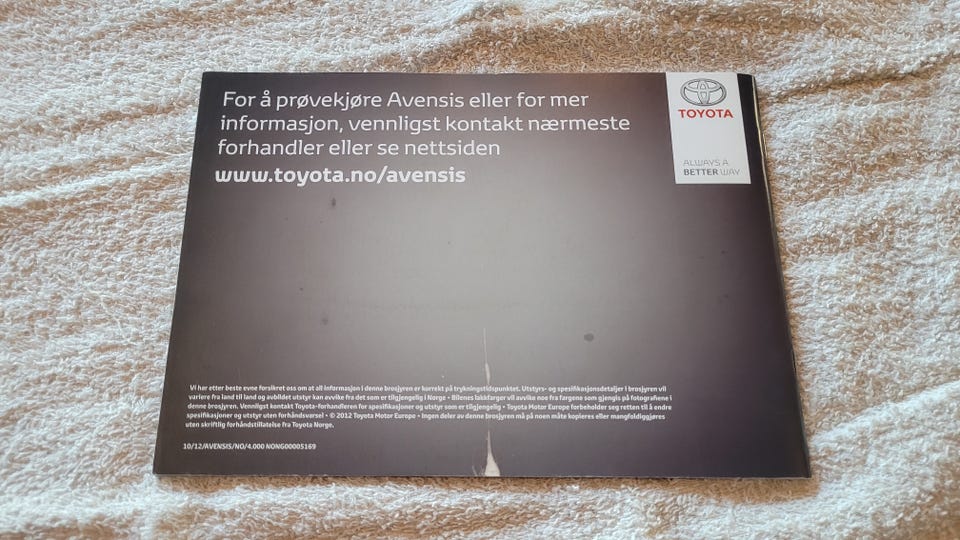 For å prøvekjøre Avensis eller for mer
informasjon, vennligst kontakt nærmeste
forhandler eller se nettsiden
www.toyota.no/avensis
TOYOTA
ALWAYS A
BETTER WAY
Vi har etter beste evne forsikret oss om at all informasjon i denne brosjyren er korrekt på trykningstidspunktet. Utstyrs- og spesifikasjonsdetaljer i brosjyren vil
variere fra land til land og avbildet utstyr kan avvike fra det som er tilgjengelig i Norge • Bilenes lakkfarger vil avvike noe fra fargene som gjengis på fotografiene i
denne brosjyren. Vennligst kontakt Toyota-forhandleren for spesifikasjoner og utstyr som er tilgjengelig • Toyota Motor Europe forbeholder seg retten til å endre
spesifikasjoner og utstyr uten forhåndsvarsel • © 2012 Toyota Motor Europe • Ingen deler av denne brosjyren må på noen måte kopieres eller mangfoldiggjøres
uten skriftlig forhåndstillatelse fra Toyota Norge.
10/12/AVENSIS/NO/4.000 NONG00005169